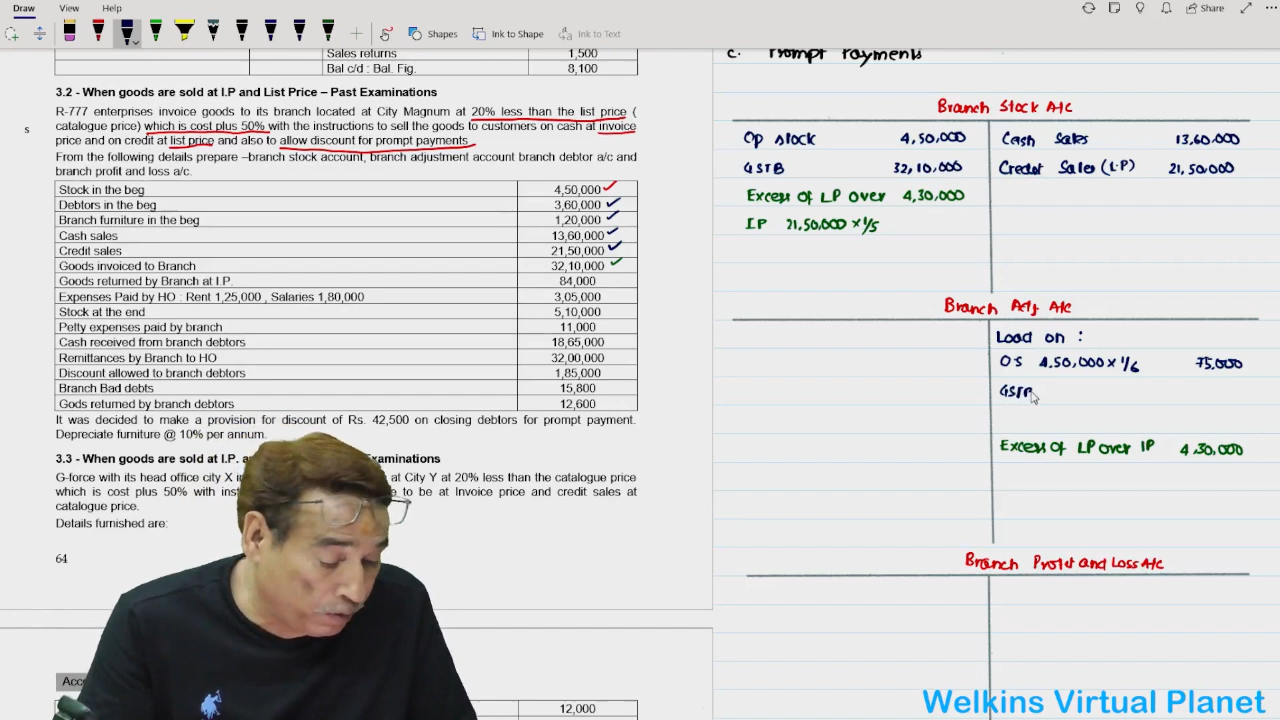 Draw
View
Help
Shapes
Ink to Shape
Ink to Text
Share
Sales returns 1,500
Bal c/d : Bal. Fig. 8,100
3.2 - When goods are sold at I.P and List Price – Past Examinations
R-777 enterprises invoice goods to its branch located at City Magnum at 20% less than the list price (
s
catalogue price) which is cost plus 50% with the instructions to sell the goods to customers on cash at invoice
price and on credit at list price and also to allow discount for prompt payments.
From the following details prepare –branch stock account, branch adjustment account branch debtor a/c and
branch profit and loss a/c.
Stock in the beg 4,50,000
Debtors in the beg 3,60,000
Branch furniture in the beg 1,20,000
Cash sales 13,60,000
Credit sales 21,50,000
Goods invoiced to Branch 32,10,000
Goods returned by Branch at I.P. 84,000
Expenses Paid by HO : Rent 1,25,000 , Salaries 1,80,000 3,05,000
Stock at the end 5,10,000
Petty expenses paid by branch 11,000
Cash received from branch debtors 18,65,000
Remittances by Branch to HO 32,00,000
Discount allowed to branch debtors 1,85,000
Branch Bad debts 15,800
Gods returned by branch debtors 12,600
It was decided to make a provision for discount of Rs. 42,500 on closing debtors for prompt payment.
Depreciate furniture @ 10% per annum.
3.3 - When goods are sold at I.P. Examinations
G-force with its head office city X at City Y at 20% less than the catalogue price
which is cost plus 50% with to be at Invoice price and credit sales at
catalogue price.
Details furnished are:
64
12,000
c. Prompt Payments
Branch Stock A/c
Op stock 4,50,000 Cash Sales 13,60,000
GSTB 32,10,000 Credit Sales (L.P) 21,50,000
Excess of LP over 4,30,000
IP 21,50,000 × 1/5
Branch Adj A/c
Load on :
OS 4,50,000 × 1/6 75,000
GSTB
Excess of LP over IP 4,30,000
Branch Profit and Loss A/c
Welkins Virtual Planet